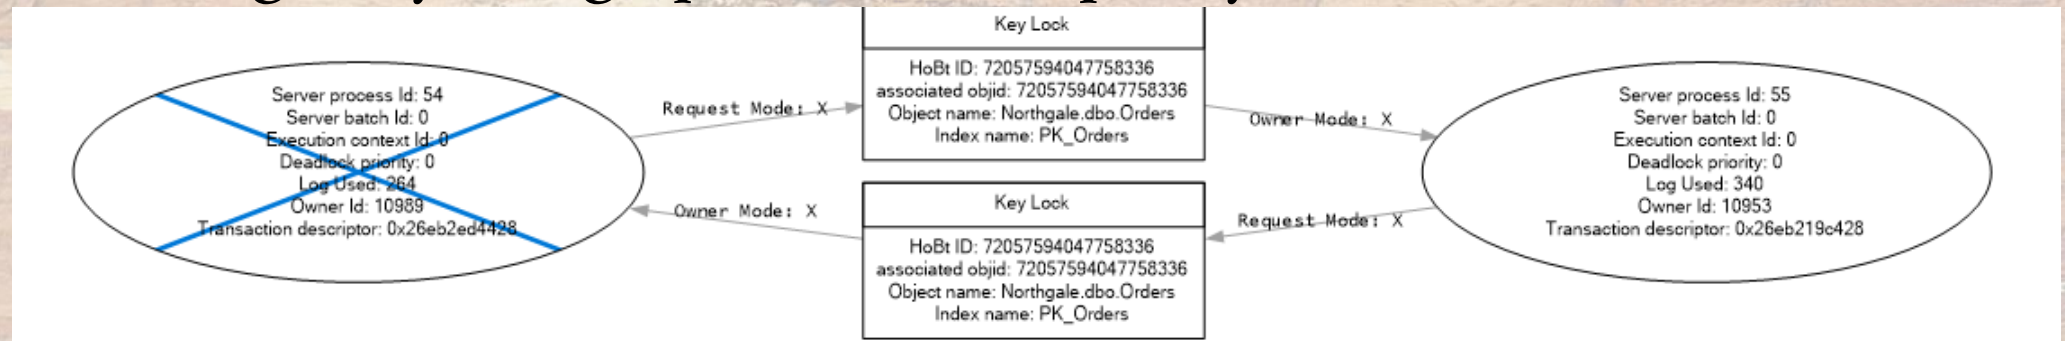 Server process Id: 54
Server batch Id: 0
Execution context Id: 0
Deadlock priority: 0
Log Used: 264
Owner Id: 10989
Transaction descriptor: 0x26eb2ed4428
Request Mode: X
Owner Mode: X
Key Lock
HoBt ID: 72057594047758336
associated objid: 72057594047758336
Object name: Northgale.dbo.Orders
Index name: PK_Orders
Key Lock
HoBt ID: 72057594047758336
associated objid: 72057594047758336
Object name: Northgale.dbo.Orders
Index name: PK_Orders
Owner Mode: X
Request Mode: X
Server process Id: 55
Server batch Id: 0
Execution context Id: 0
Deadlock priority: 0
Log Used: 340
Owner Id: 10953
Transaction descriptor: 0x26eb219c428